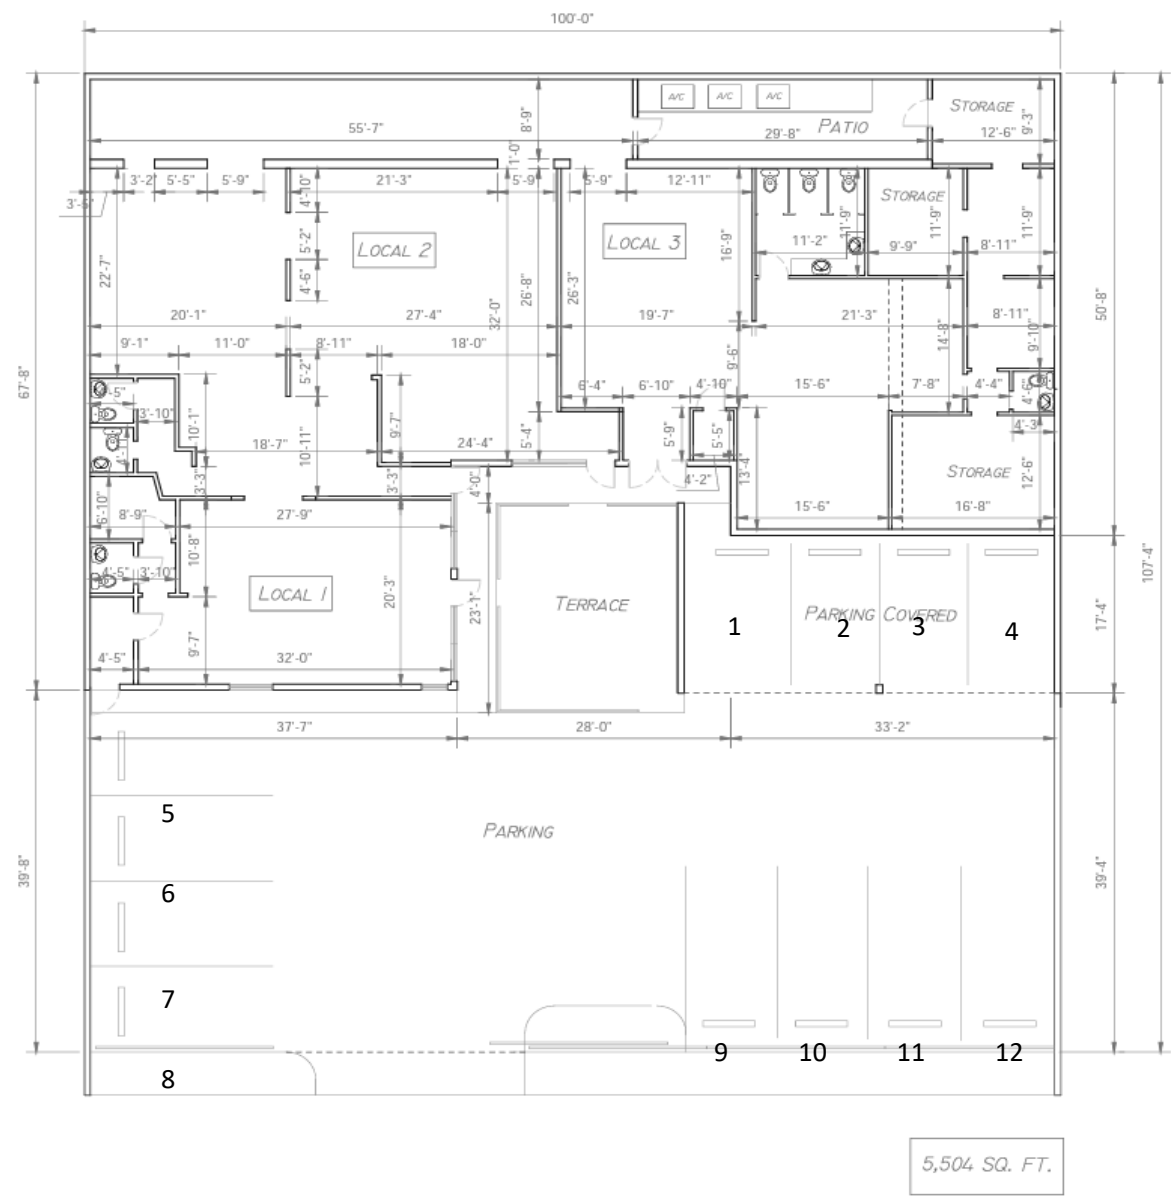 100'-0"
A/C A/C A/C
STORAGE
8'-9"
9'-3"
55'-7"
PATIO
29'-8"
12'-6"
1'-0"
3'-2" 5'-5" 5'-9" 21'-3" 5'-9" 5'-9" 12'-11"
4'-10"
STORAGE
3'-5"
11'-9" 11'-9" 11'-9"
LOCAL 2
LOCAL 3
5'-2"
16'-9"
11'-2" 9'-9" 8'-11"
22'-7"
4'-6"
26'-8" 26'-3"
32'-0"
50'-8"
20'-1" 27'-4" 19'-7" 21'-3" 8'-11"
14'-8"
9'-10"
9'-1" 11'-0" 8'-11" 18'-0"
9'-6"
67'-8"
5'-2"
6'-4" 6'-10" 4'-10" 15'-6" 7'-8" 4'-4"
4'-6"
3'-10"
10'-1"
9'-7"
4'-3"
18'-7"
10'-11"
24'-4"
5'-4"
5'-9"
5'-5"
13'-4"
STORAGE
12'-6"
3'-3" 3'-3"
4'-0"
4'-2"
6'-10"
8'-9" 27'-9" 15'-6" 16'-8"
10'-8"
107'-4"
4'-5" 3'-10"
LOCAL 1
20'-3"
23'-1"
TERRACE
PARKING COVERED
17'-4"
1 2 3 4
9'-7"
4'-5" 32'-0"
37'-7" 28'-0" 33'-2"
5
PARKING
39'-8"
39'-4"
6
7
9 10 11 12
8
5,504 SQ. FT.